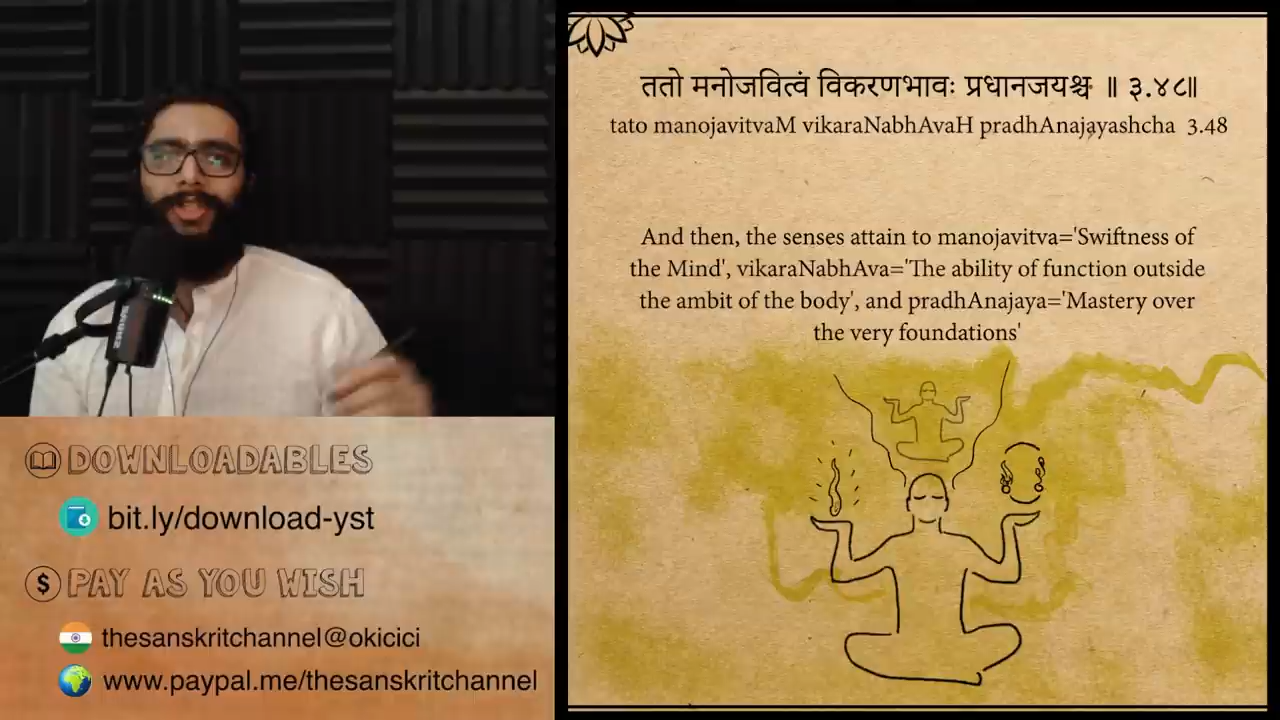 ततो मनोजवित्वं विकरणभावः प्रधानजयश्च ॥ ३.४८॥
tato manojavitvaM vikaraNabhAvaH pradhAnajayashcha 3.48
And then, the senses attain to manojavitva='Swiftness of
the Mind', vikaraNabhAva='The ability of function outside
the ambit of the body', and pradhAnajaya='Mastery over
the very foundations'
DOWNLOADABLES
bit.ly/download-yst
$ PAY AS YOU WISH
thesanskritchannel@okicici
www.paypal.me/thesanskritchannel